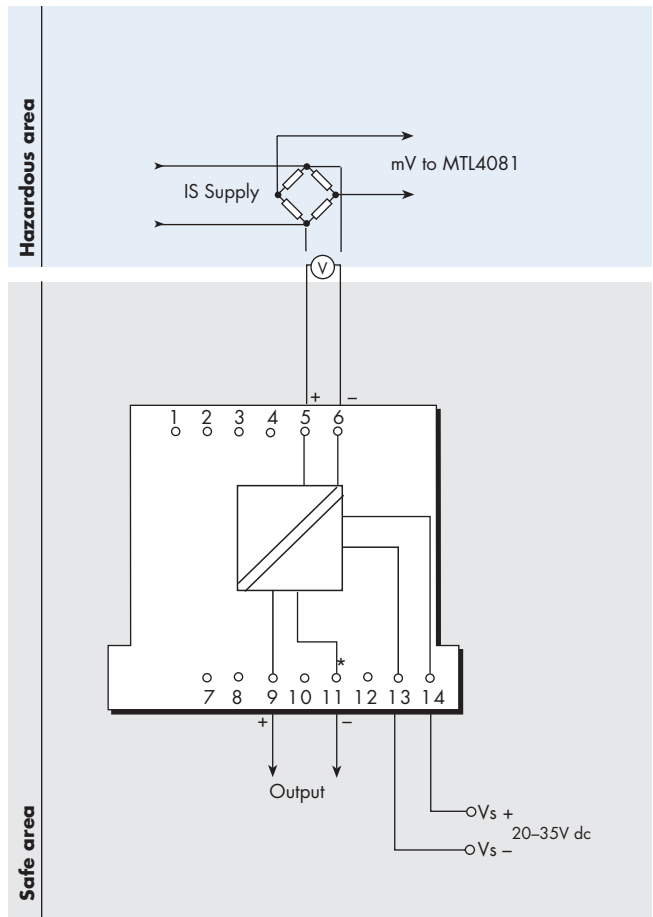 Hazardous area
mV to MTL4081
IS Supply
V
+ –
1 2 3 4 5 6
*
7 8 9 10 11 12 13 14
+ –
Output
Vs +
20–35V dc
Vs –
Safe area